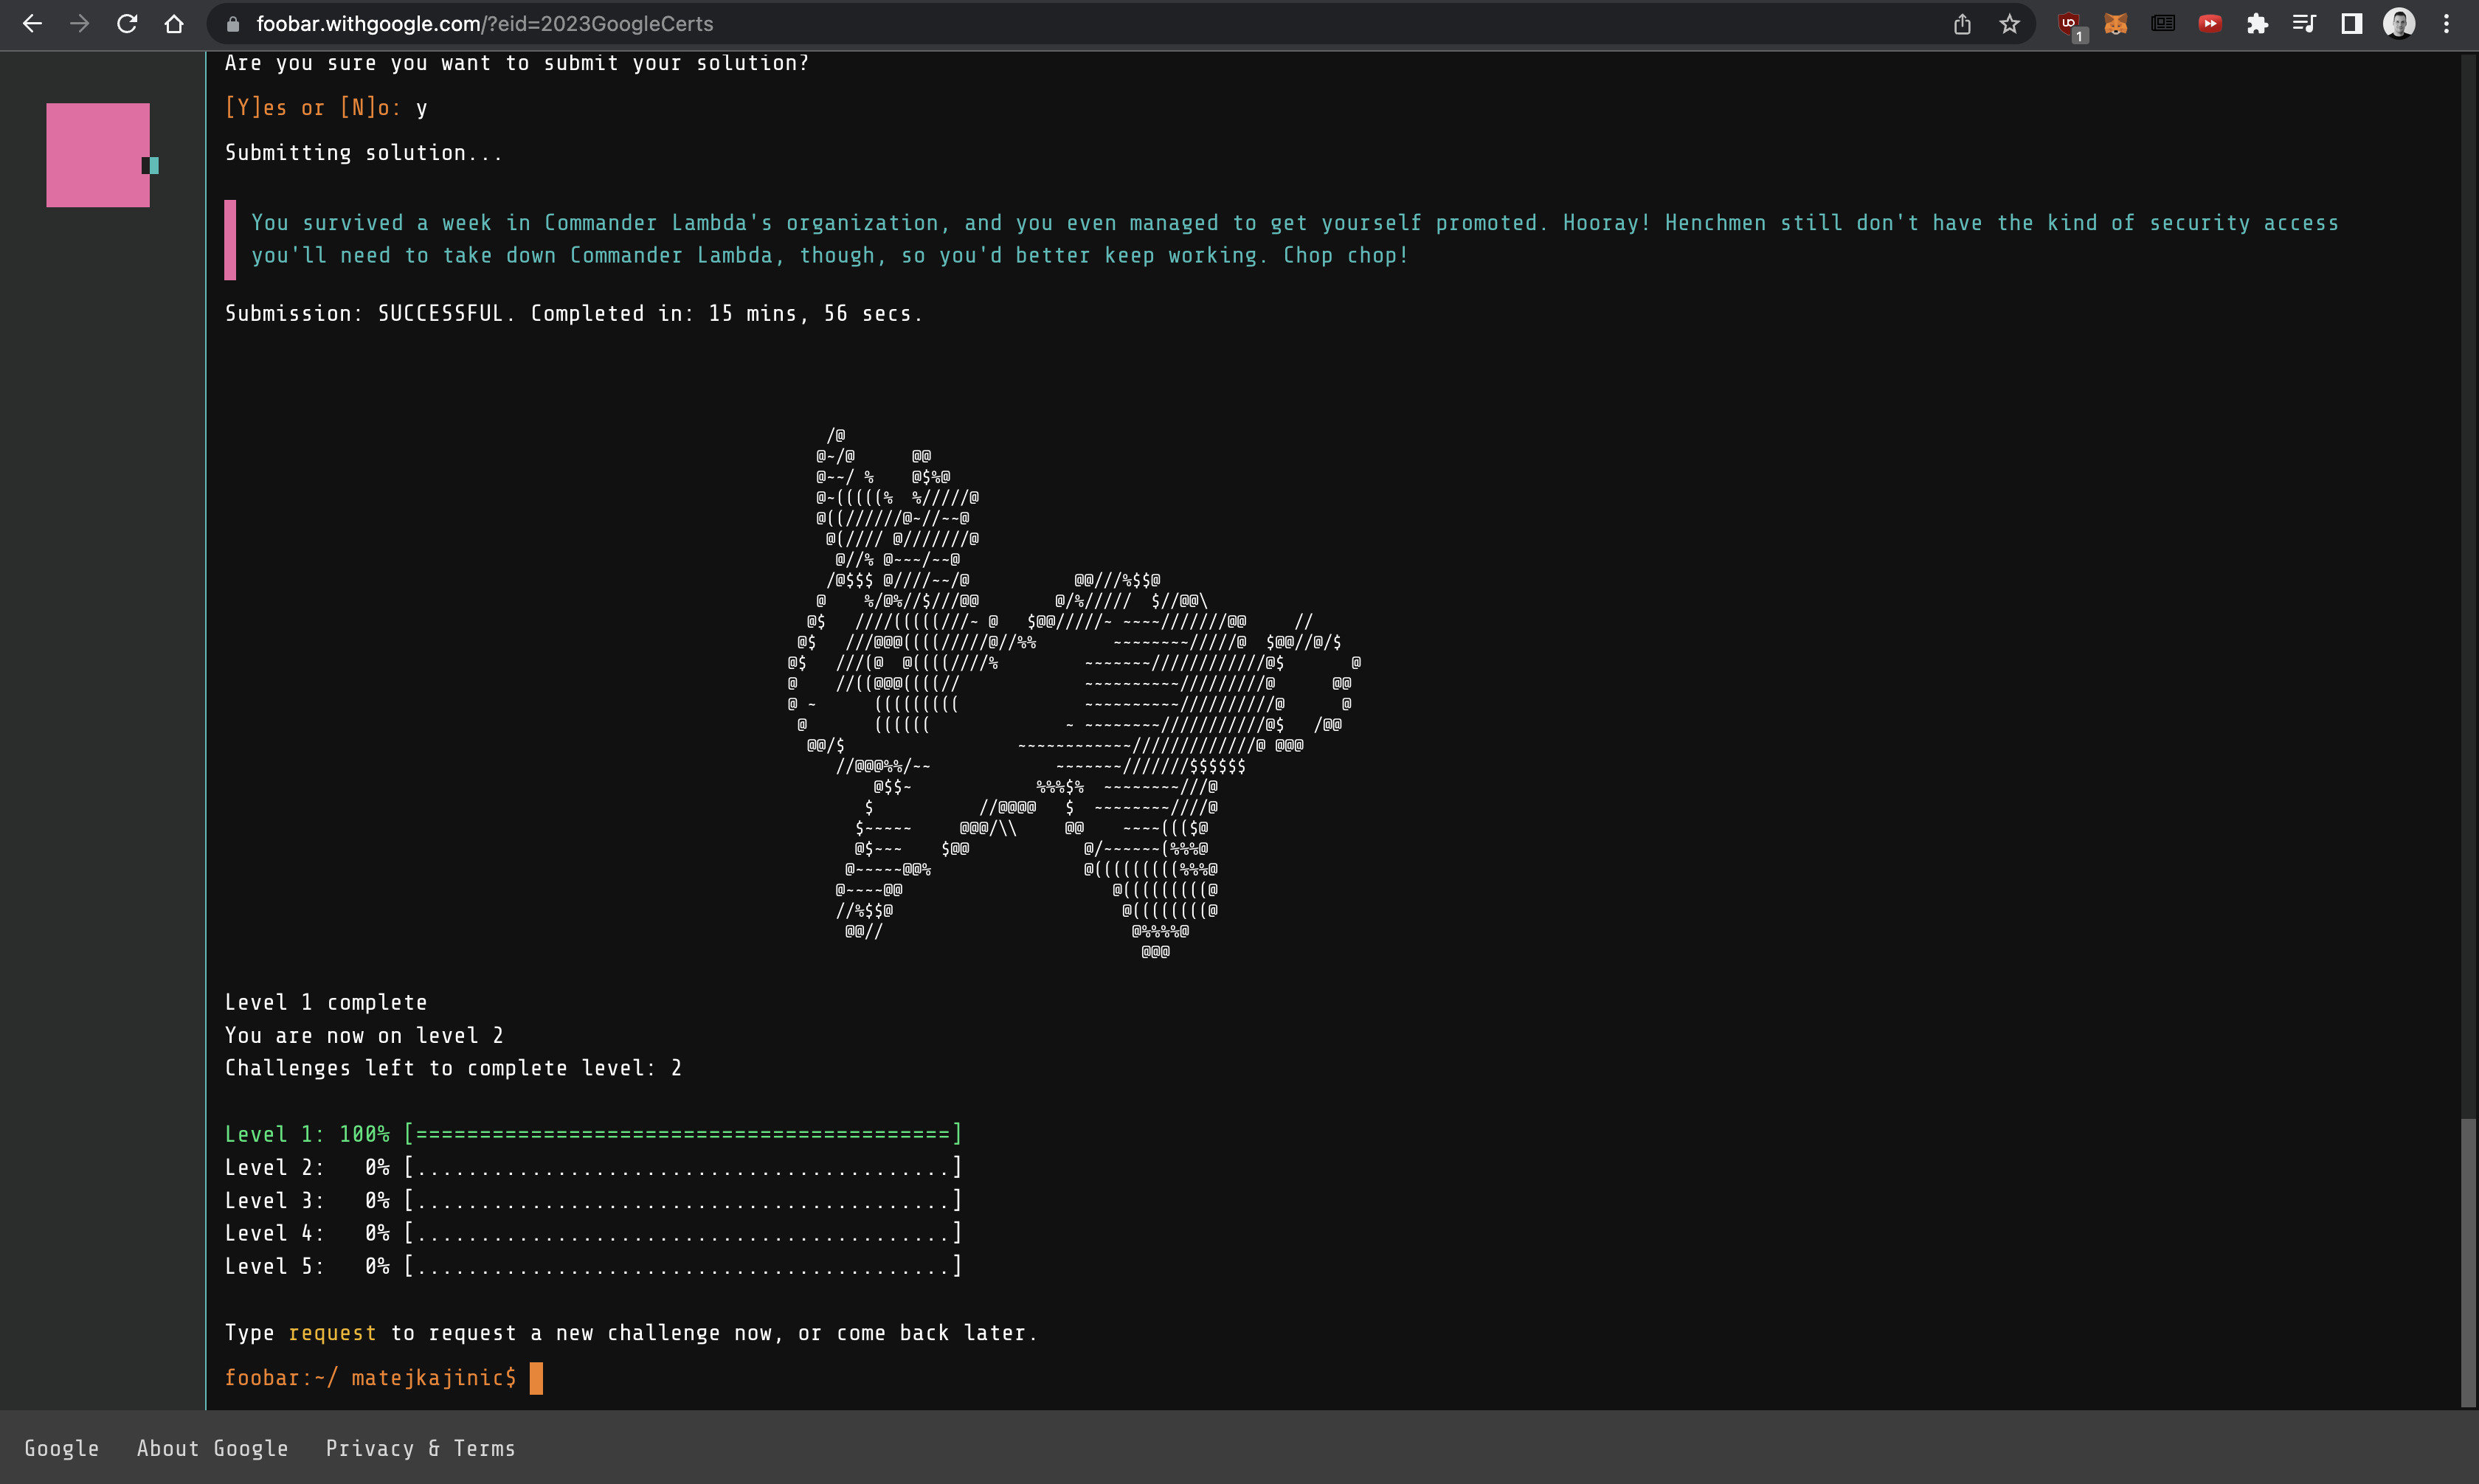 foobar.withgoogle.com/?eid=2023GoogleCerts
1
Are you sure you want to submit your solution?
[Y]es or [N]o: y
Submitting solution...
You survived a week in Commander Lambda's organization, and you even managed to get yourself promoted. Hooray! Henchmen still don't have the kind of security access
you'll need to take down Commander Lambda, though, so you'd better keep working. Chop chop!
Submission: SUCCESSFUL. Completed in: 15 mins, 56 secs.
Level 1 complete
You are now on level 2
Challenges left to complete level: 2
Level 1: 100% [==========================================]
Level 2:   0% [..........................................]
Level 3:   0% [..........................................]
Level 4:   0% [..........................................]
Level 5:   0% [..........................................]
Type request to request a new challenge now, or come back later.
foobar:~/ matejkajinic$
Google   About Google   Privacy & Terms